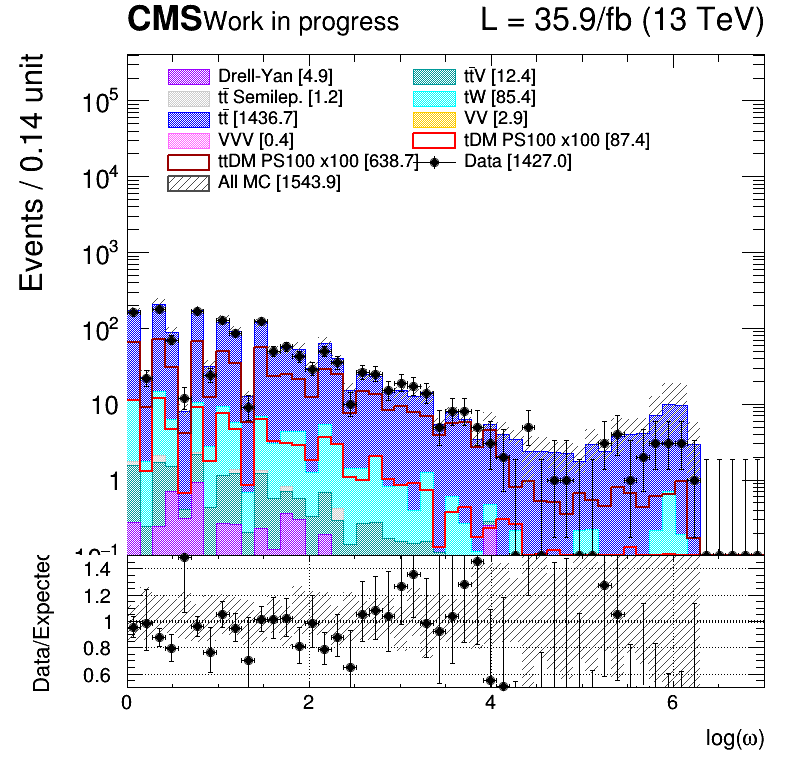 CMS Work in progress L = 35.9/fb (13 TeV)
Events / 0.14 unit
Drell-Yan [4.9] tt̄V [12.4]
tt̄ Semilep. [1.2] tW [85.4]
tt̄ [1436.7] VV [2.9]
VVV [0.4] tDM PS100 x100 [87.4]
ttDM PS100 x100 [638.7] Data [1427.0]
All MC [1543.9]
10⁵
10⁴
10³
10²
10
1
10⁻¹
Data/Expected
1.4
1.2
1
0.8
0.6
0 2 4 6
log(ω)